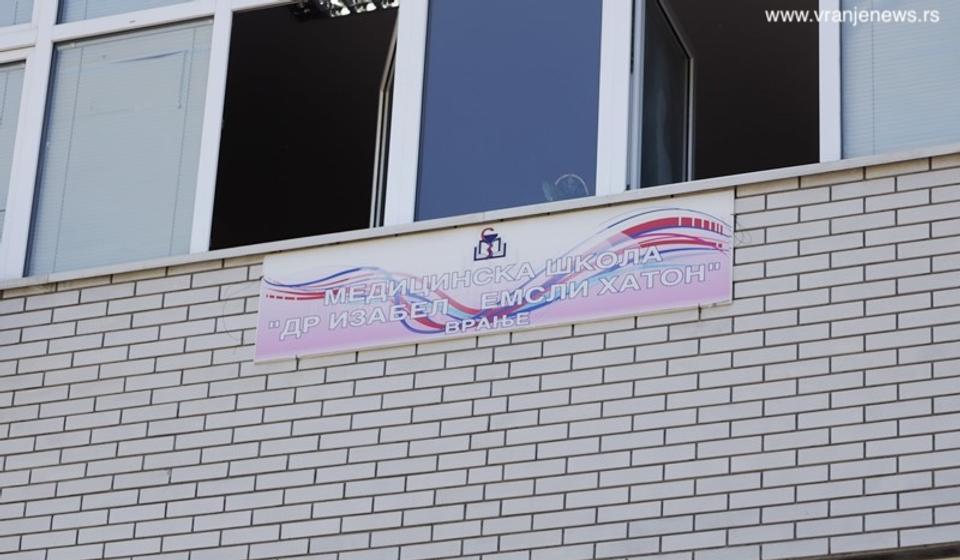 www.vranjenews.rs
МЕДИЦИНСКА ШКОЛА
"ДР ИЗАБЕЛ ЕМСЛИ ХАТОН"
ВРАЊЕ